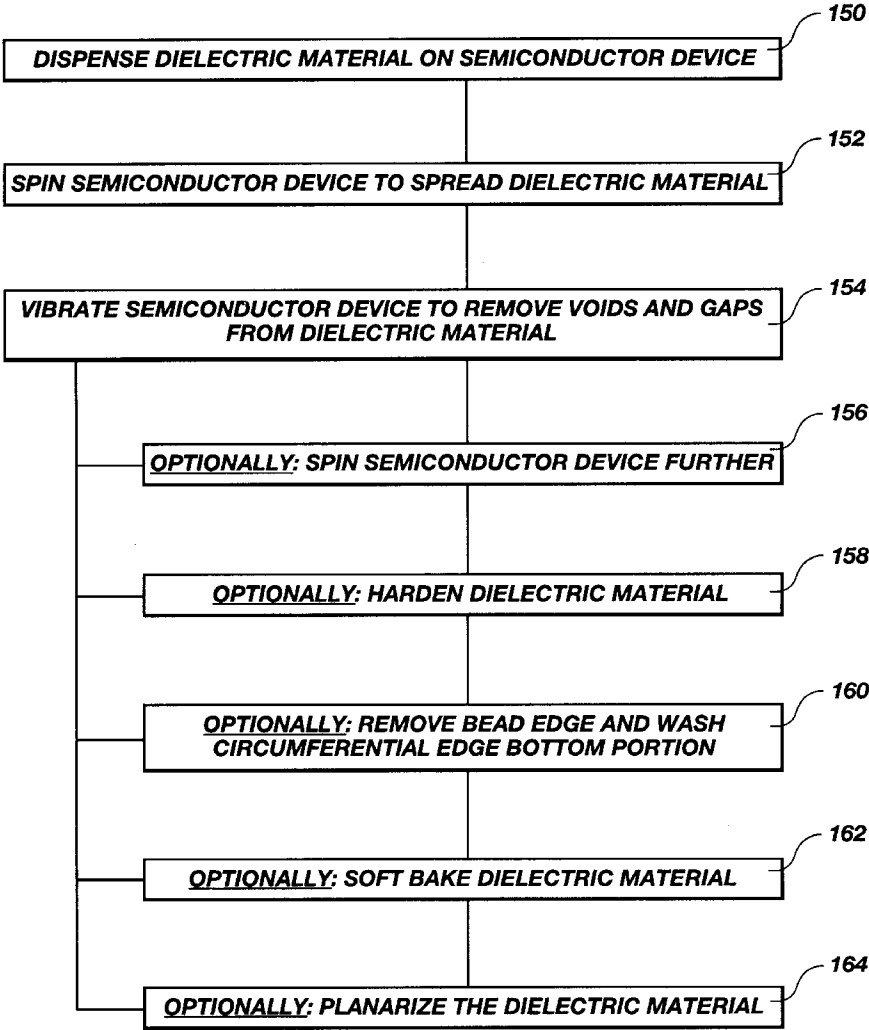 150
DISPENSE DIELECTRIC MATERIAL ON SEMICONDUCTOR DEVICE
152
SPIN SEMICONDUCTOR DEVICE TO SPREAD DIELECTRIC MATERIAL
154
VIBRATE SEMICONDUCTOR DEVICE TO REMOVE VOIDS AND GAPS
FROM DIELECTRIC MATERIAL
156
OPTIONALLY: SPIN SEMICONDUCTOR DEVICE FURTHER
158
OPTIONALLY: HARDEN DIELECTRIC MATERIAL
160
OPTIONALLY: REMOVE BEAD EDGE AND WASH
CIRCUMFERENTIAL EDGE BOTTOM PORTION
162
OPTIONALLY: SOFT BAKE DIELECTRIC MATERIAL
164
OPTIONALLY: PLANARIZE THE DIELECTRIC MATERIAL